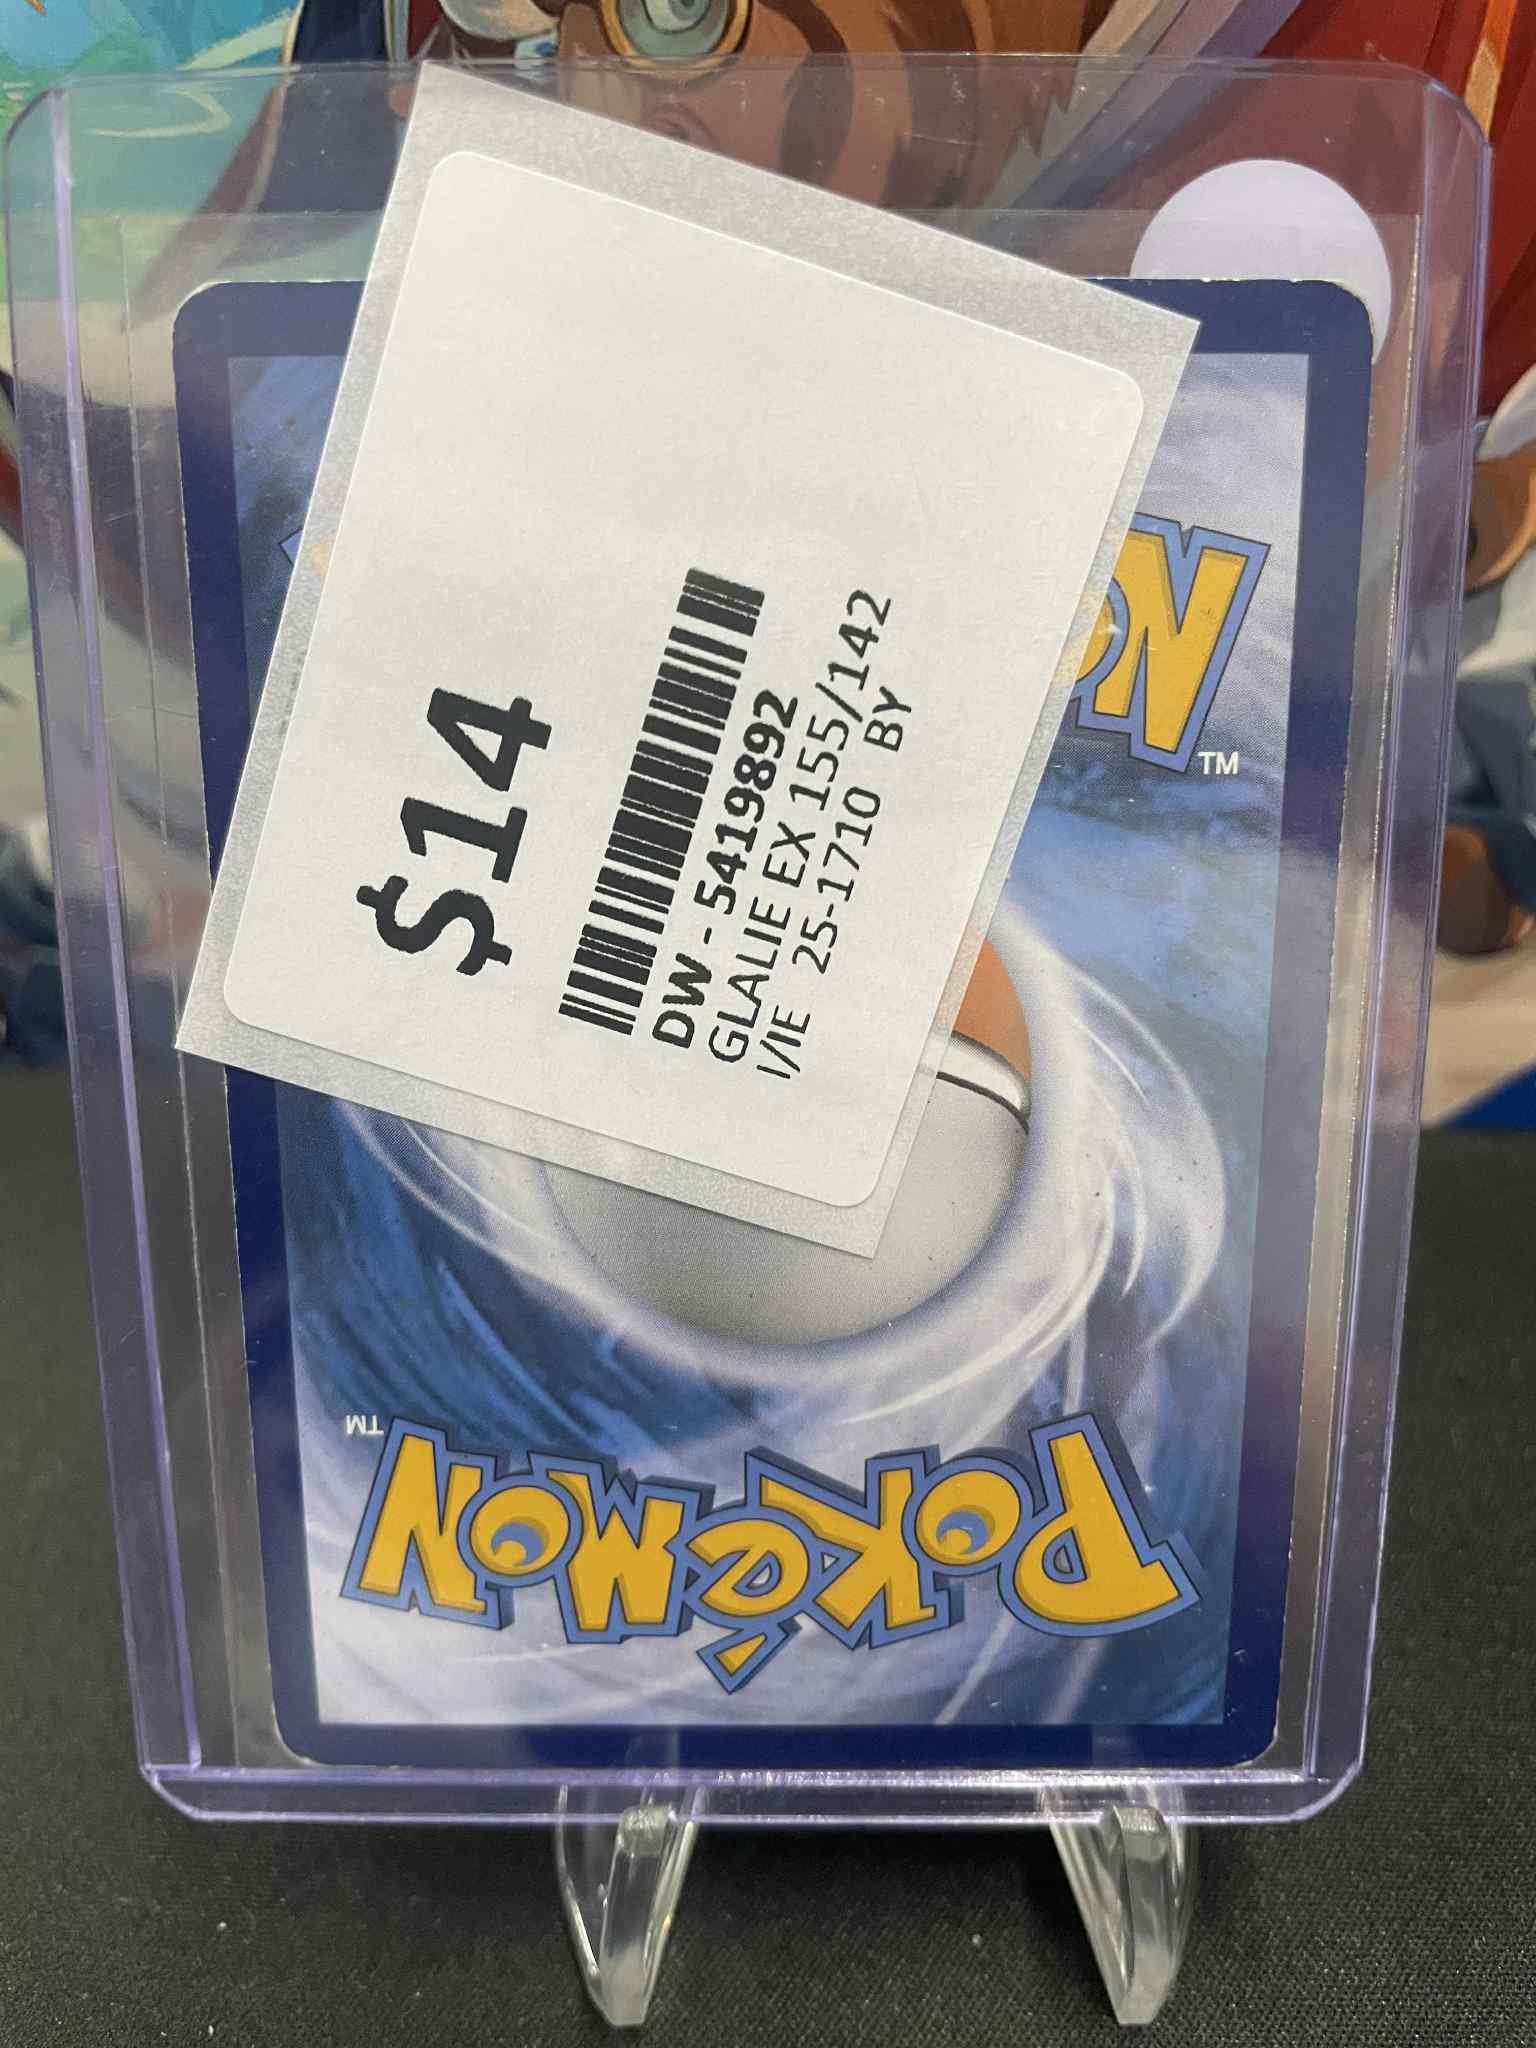 $14
DW - 5419892
GLALIE EX 155/142
I/IE 25-1710 BY
TM
POKéMON
TM